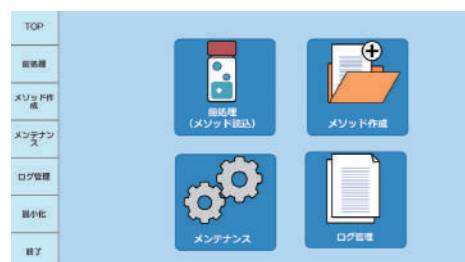 TOP
前処理
メソッド作
成
メンテナン
ス
ログ管理
最小化
終了
前処理
(メソッド読込)
メソッド作成
メンテナンス
ログ管理